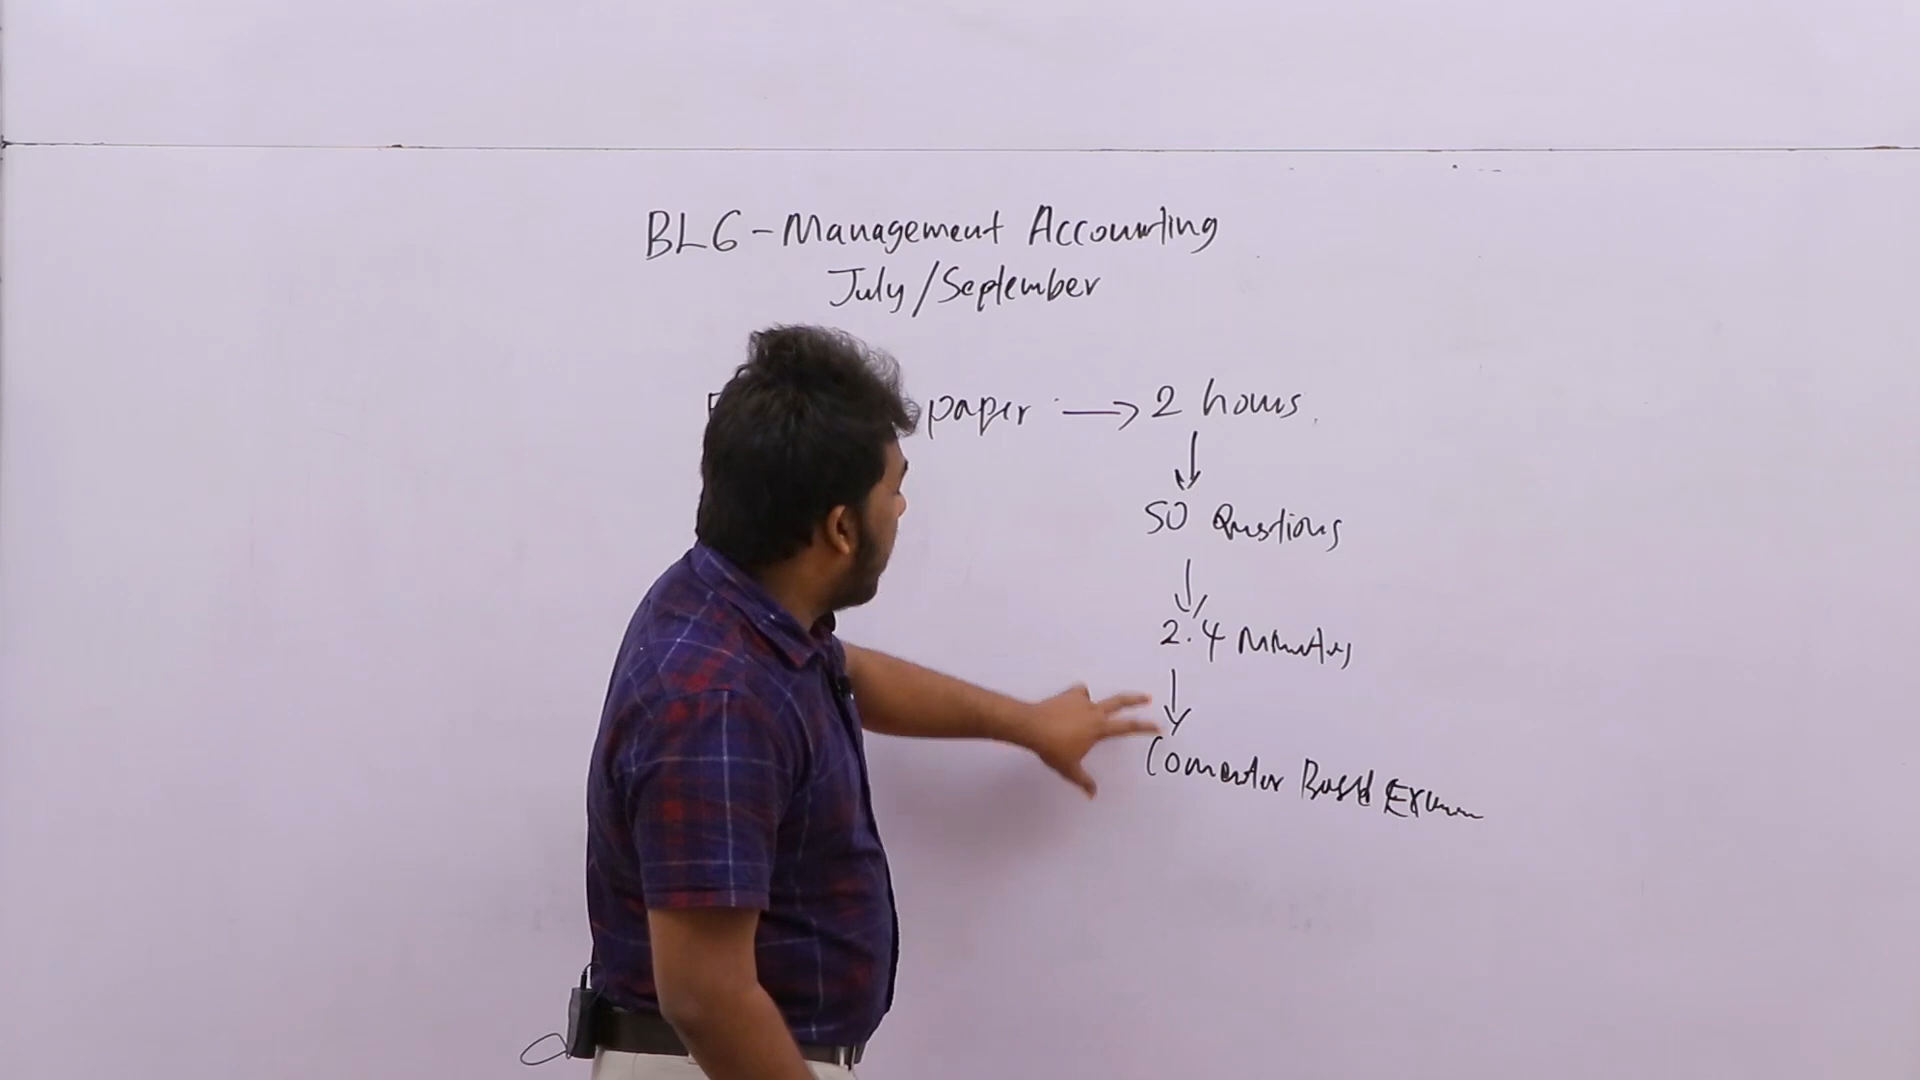 BL6 - Management Accounting
July/September
paper → 2 hours
50 Questions
2.4 Minutes
Computer Based Exam